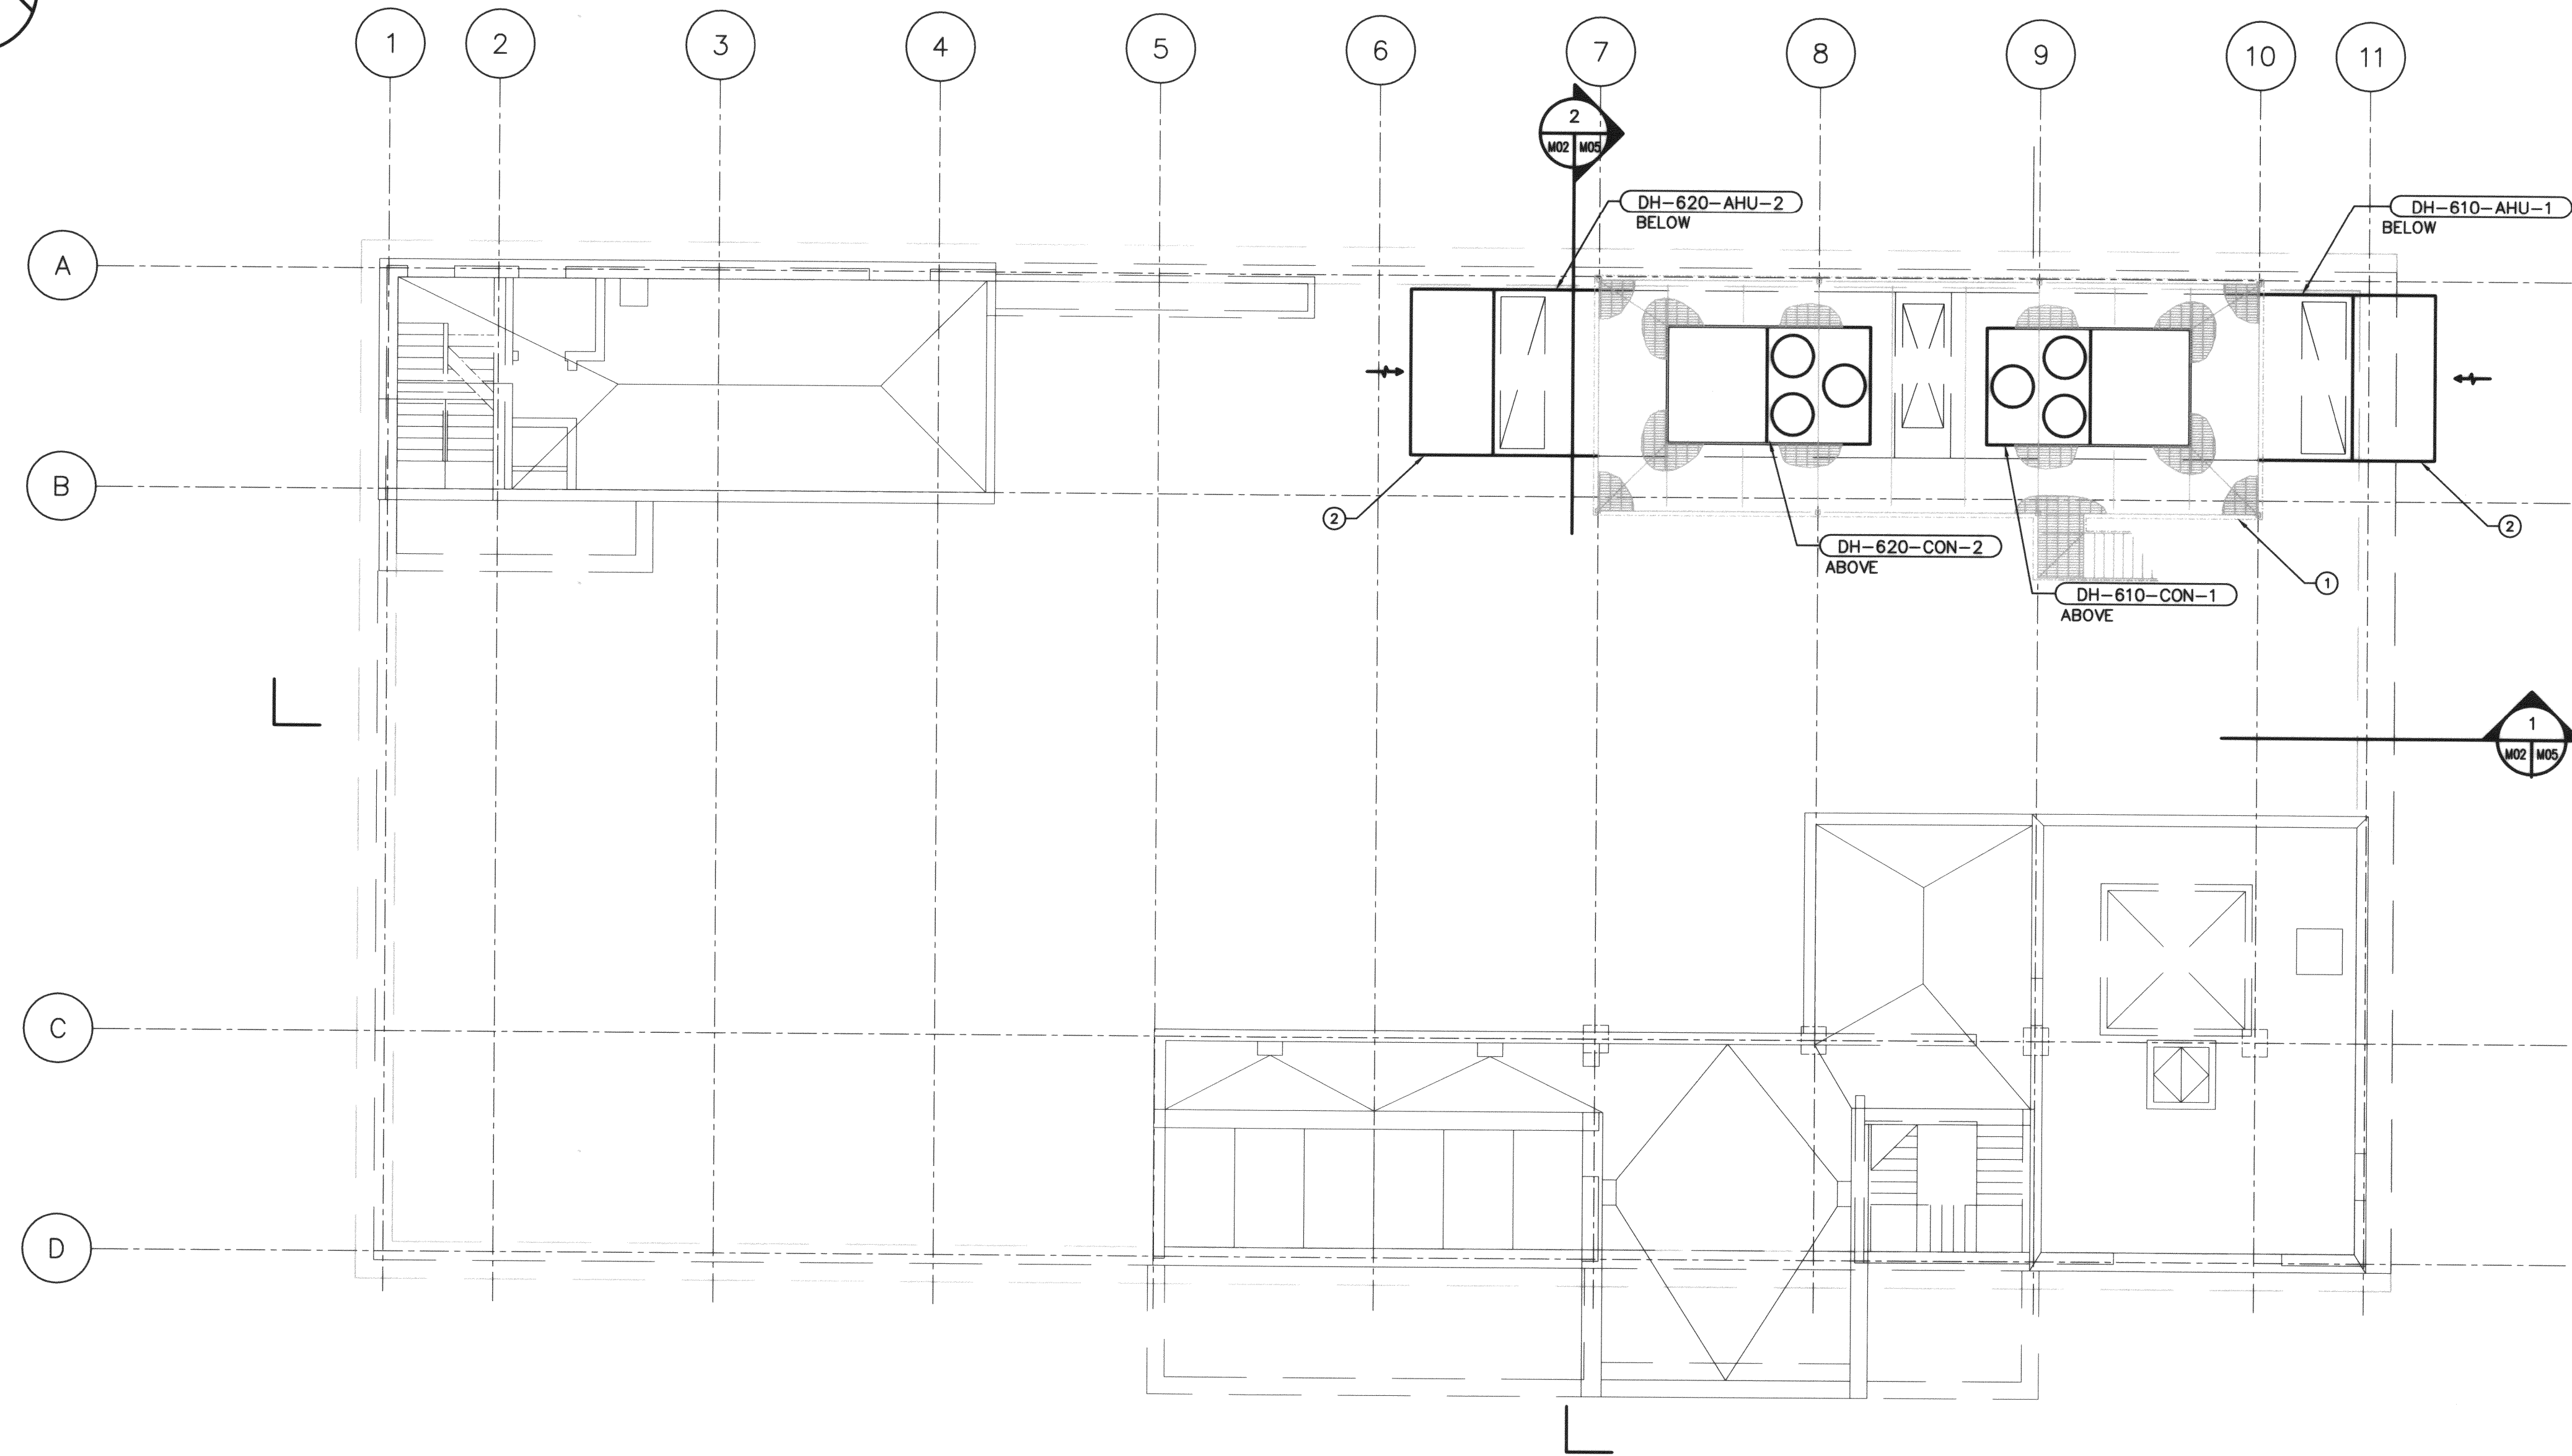 1
2
3
4
5
6
7
8
9
10
11
2
M02 M05
DH-620-AHU-2
BELOW
DH-610-AHU-1
BELOW
A
B
2
2
DH-620-CON-2
ABOVE
1
DH-610-CON-1
ABOVE
1
M02 M05
C
D